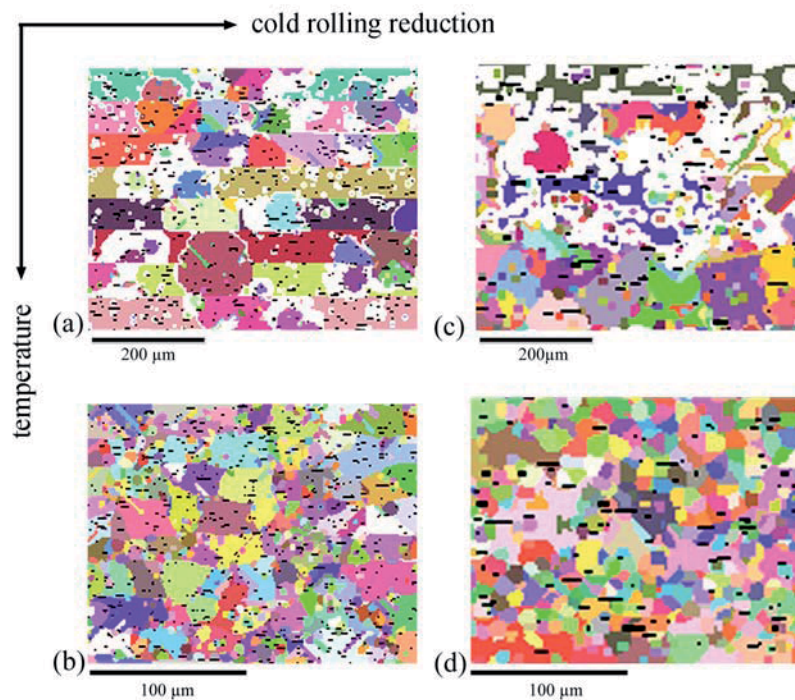 cold rolling reduction
temperature
(a)
200 μm
(c)
200μm
(b)
100 μm
(d)
100 μm